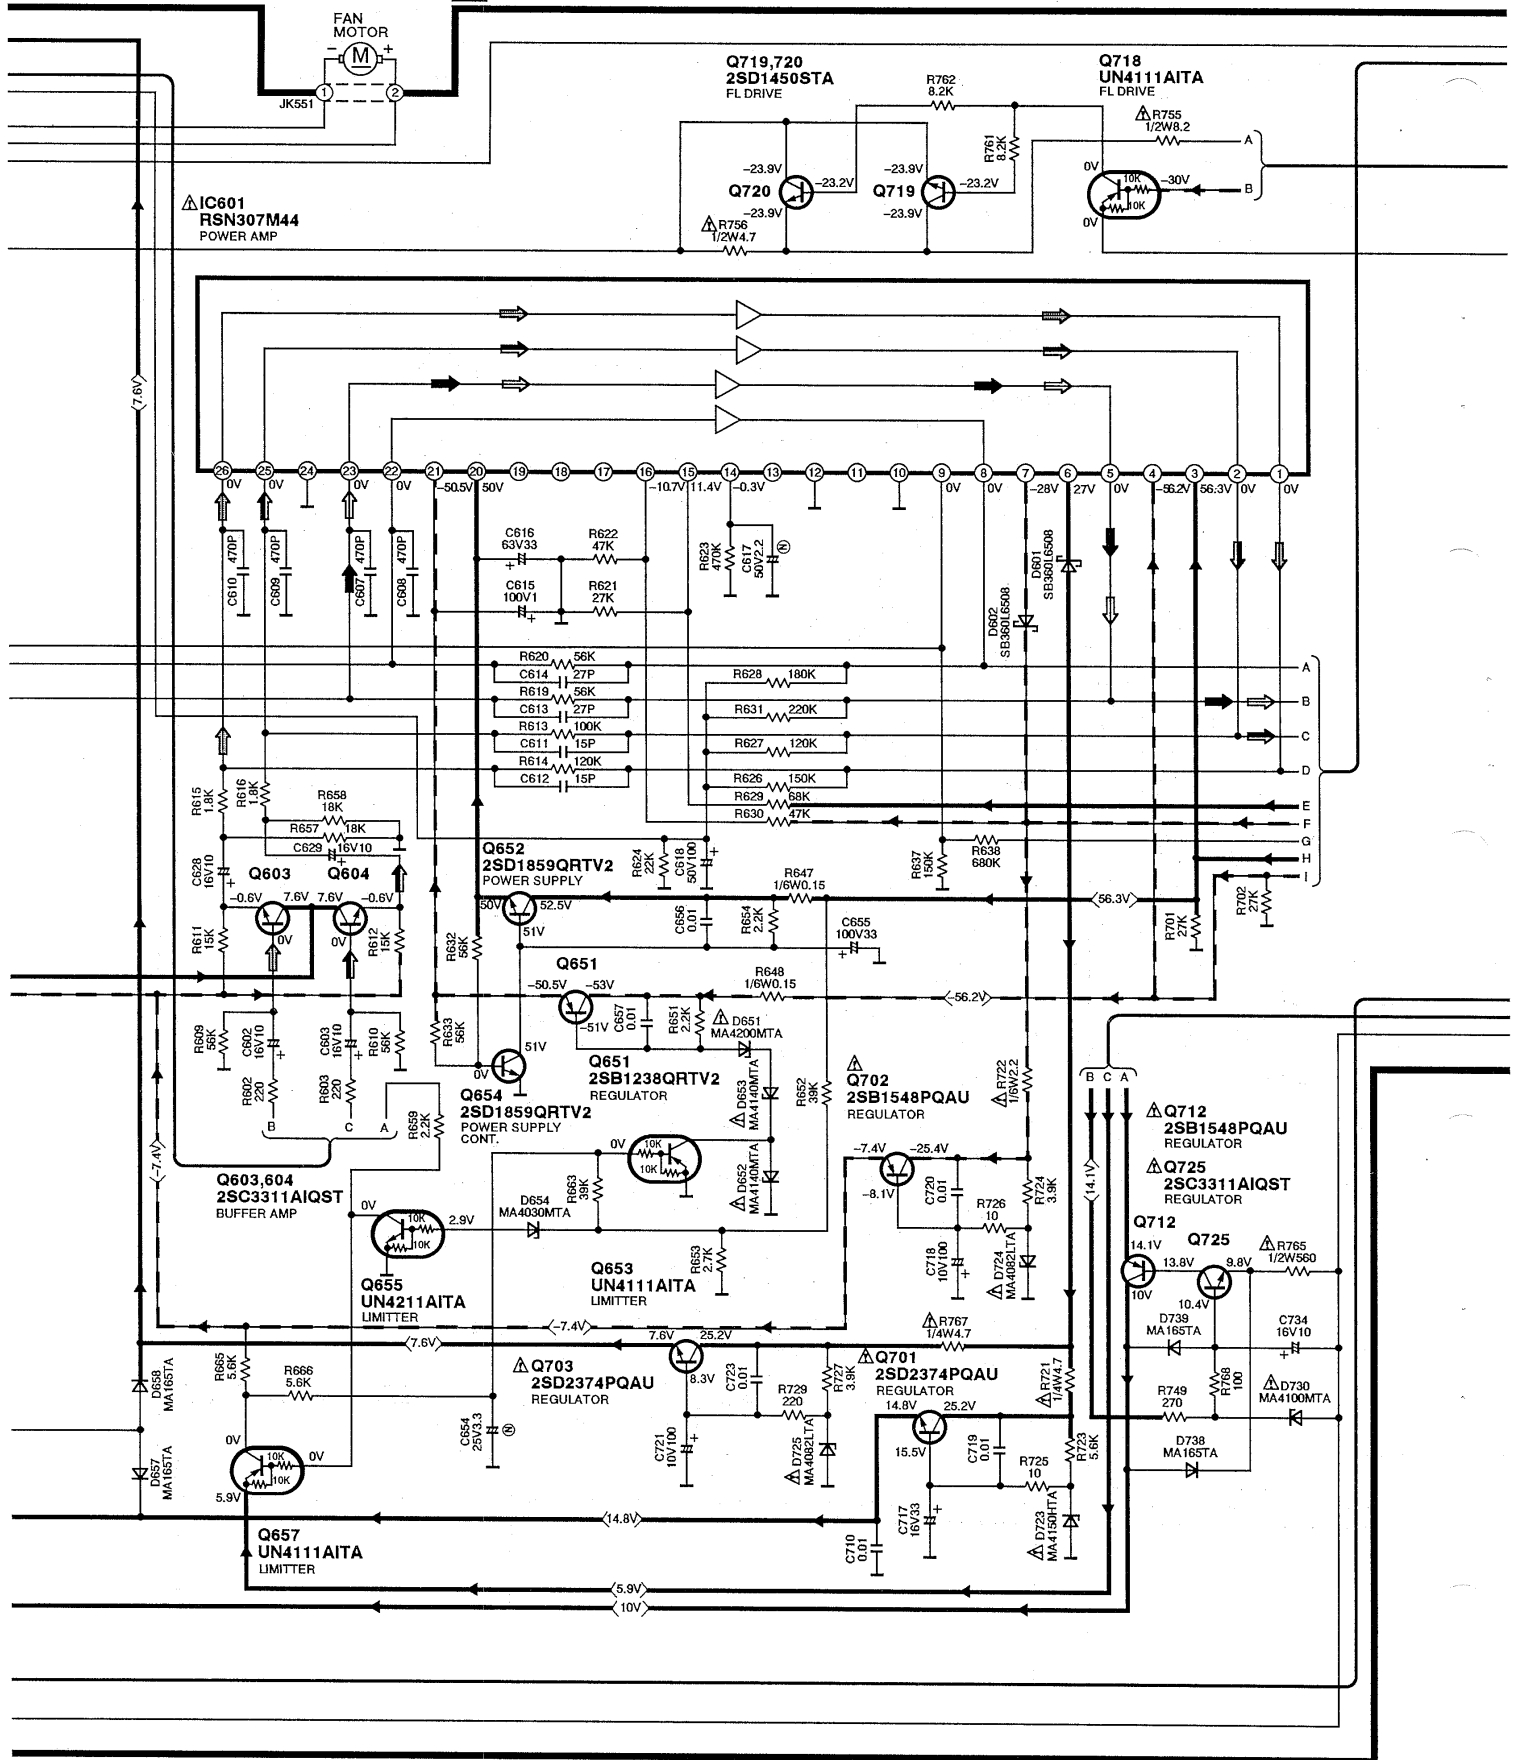 FAN
MOTOR
− M +
1 2
JK551
Q719,720
2SD1450STA
FL DRIVE
R762
8.2K
Q718
UN4111AITA
FL DRIVE
⚠R755
1/2W8.2
A
R761
8.2K
−23.9V
−23.2V
Q720
−23.9V
−23.9V
−23.2V
Q719
−23.9V
0V
10K
−30V
10K
B
0V
⚠IC601
RSN307M44
POWER AMP
⚠R756
1/2W4.7
⟨7.6V⟩
26 25 24 23 22 21 20 19 18 17 16 15 14 13 12 11 10 9 8 7 6 5 4 3 2 1
0V 0V 0V 0V −50.5V 50V −10.7V 11.4V −0.3V 0V 0V −28V 27V 0V −56.2V 56.3V 0V 0V
C610 470P
C609 470P
C607 470P
C608 470P
C616
63V33
R622
47K
C615
100V1
R621
27K
R623
470K
C617
50V2.2
N
D601
SB360L6508
D602
SB360L6508
R620 56K
C614 27P
R619 56K
C613 27P
R613 100K
C611 15P
R614 120K
C612 15P
R628 180K
R631 220K
R627 120K
R626 150K
R629 68K
R630 47K
A
B
C
D
E
F
G
H
I
R615
1.8K
R616
1.8K
R658
18K
R657 18K
C629 16V10
C628
16V10
Q603 Q604
−0.6V 7.6V 7.6V −0.6V
0V 0V
R611
15K
R612
15K
Q652
2SD1859QRTV2
POWER SUPPLY
50V 52.5V
51V
R624
22K
C618
50V100
R637
150K
R638
680K
R647
1/6W0.15
C656
0.01
R654
2.2K
C655
100V33
⟨56.3V⟩
R701
27K
R702
27K
R632
56K
Q651
−50.5V −53V
−51V
R648
1/6W0.15
⟨−56.2V⟩
C657
0.01
R651
2.2K
⚠D651
MA4200MTA
R633
56K
51V
0V
Q654
2SD1859QRTV2
POWER SUPPLY
CONT.
Q651
2SB1238QRTV2
REGULATOR
⚠D653
MA4140MTA
⚠D652
MA4140MTA
R652
39K
R609
56K
C602
16V10
C603
16V10
R610
56K
R602
220
R603
220
B C A
R659
2.2K
⟨−7.4V⟩
Q603,604
2SC3311AIQST
BUFFER AMP
⚠
Q702
2SB1548PQAU
REGULATOR
⚠R722
1/6W2.2
B C A
⚠Q712
2SB1548PQAU
REGULATOR
⚠Q725
2SC3311AIQST
REGULATOR
0V
10K
10K
R663
39K
D654
MA4030MTA
0V
10K
10K
2.9V
Q655
UN4211AITA
LIMITTER
Q653
UN4111AITA
LIMITTER
R653
2.7K
−7.4V −25.4V
−8.1V
C720
0.01
R726
10
R724
3.9K
C718
10V100
⚠D724
MA4082LTA
⟨14.1V⟩
Q712
14.1V
13.8V
10V
Q725
9.8V
10.4V
⚠R765
1/2W560
D739
MA165TA
C734
16V10
R768
100
R749
270
⚠D730
MA4100MTA
D738
MA165TA
⟨−7.4V⟩
⟨7.6V⟩
7.6V 25.2V
8.3V
⚠Q703
2SD2374PQAU
REGULATOR
⚠R767
1/4W4.7
⚠Q701
2SD2374PQAU
REGULATOR
14.8V 25.2V
15.5V
C723
0.01
R727
3.9K
R729
220
C721
10V100
⚠D725
MA4082LTA
⚠R721
1/4W4.7
C719
0.01
R723
5.6K
R725
10
C717
16V33
⚠D723
MA4150HTA
C710
0.01
D658
MA165TA
D657
MA165TA
R665
5.6K
R666
5.6K
C654
25V3.3
N
0V
10K
0V
10K
5.9V
Q657
UN4111AITA
LIMITTER
⟨14.8V⟩
⟨5.9V⟩
⟨10V⟩